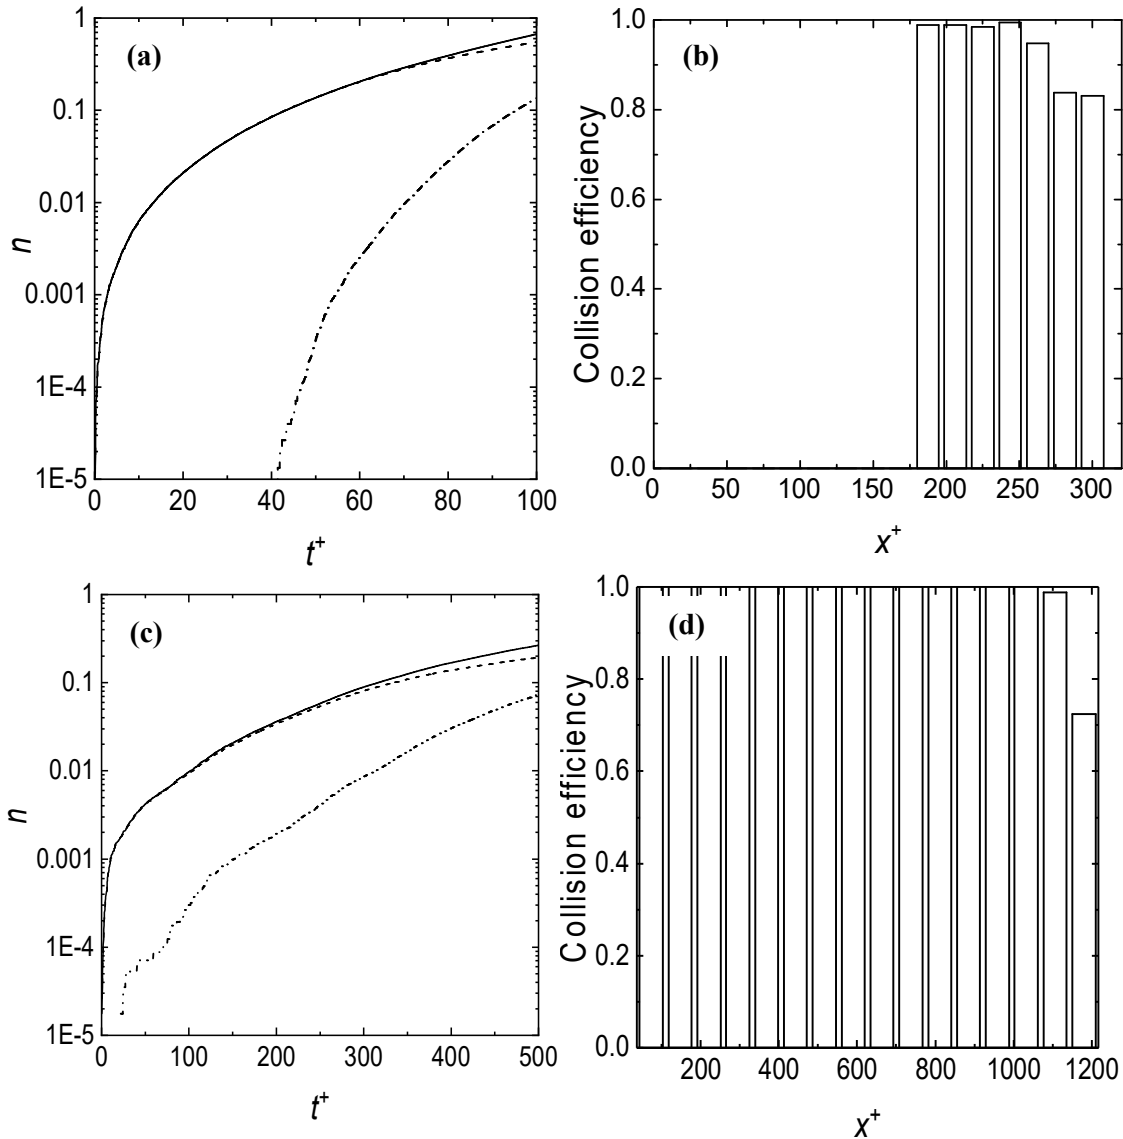 (a)
n
1
0.1
0.01
0.001
1E-4
1E-5
0 20 40 60 80 100
t+
(b)
Collision efficiency
1.0
0.8
0.6
0.4
0.2
0.0
0 50 100 150 200 250 300
x+
(c)
n
1
0.1
0.01
0.001
1E-4
1E-5
0 100 200 300 400 500
t+
(d)
Collision efficiency
1.0
0.8
0.6
0.4
0.2
0.0
200 400 600 800 1000 1200
x+